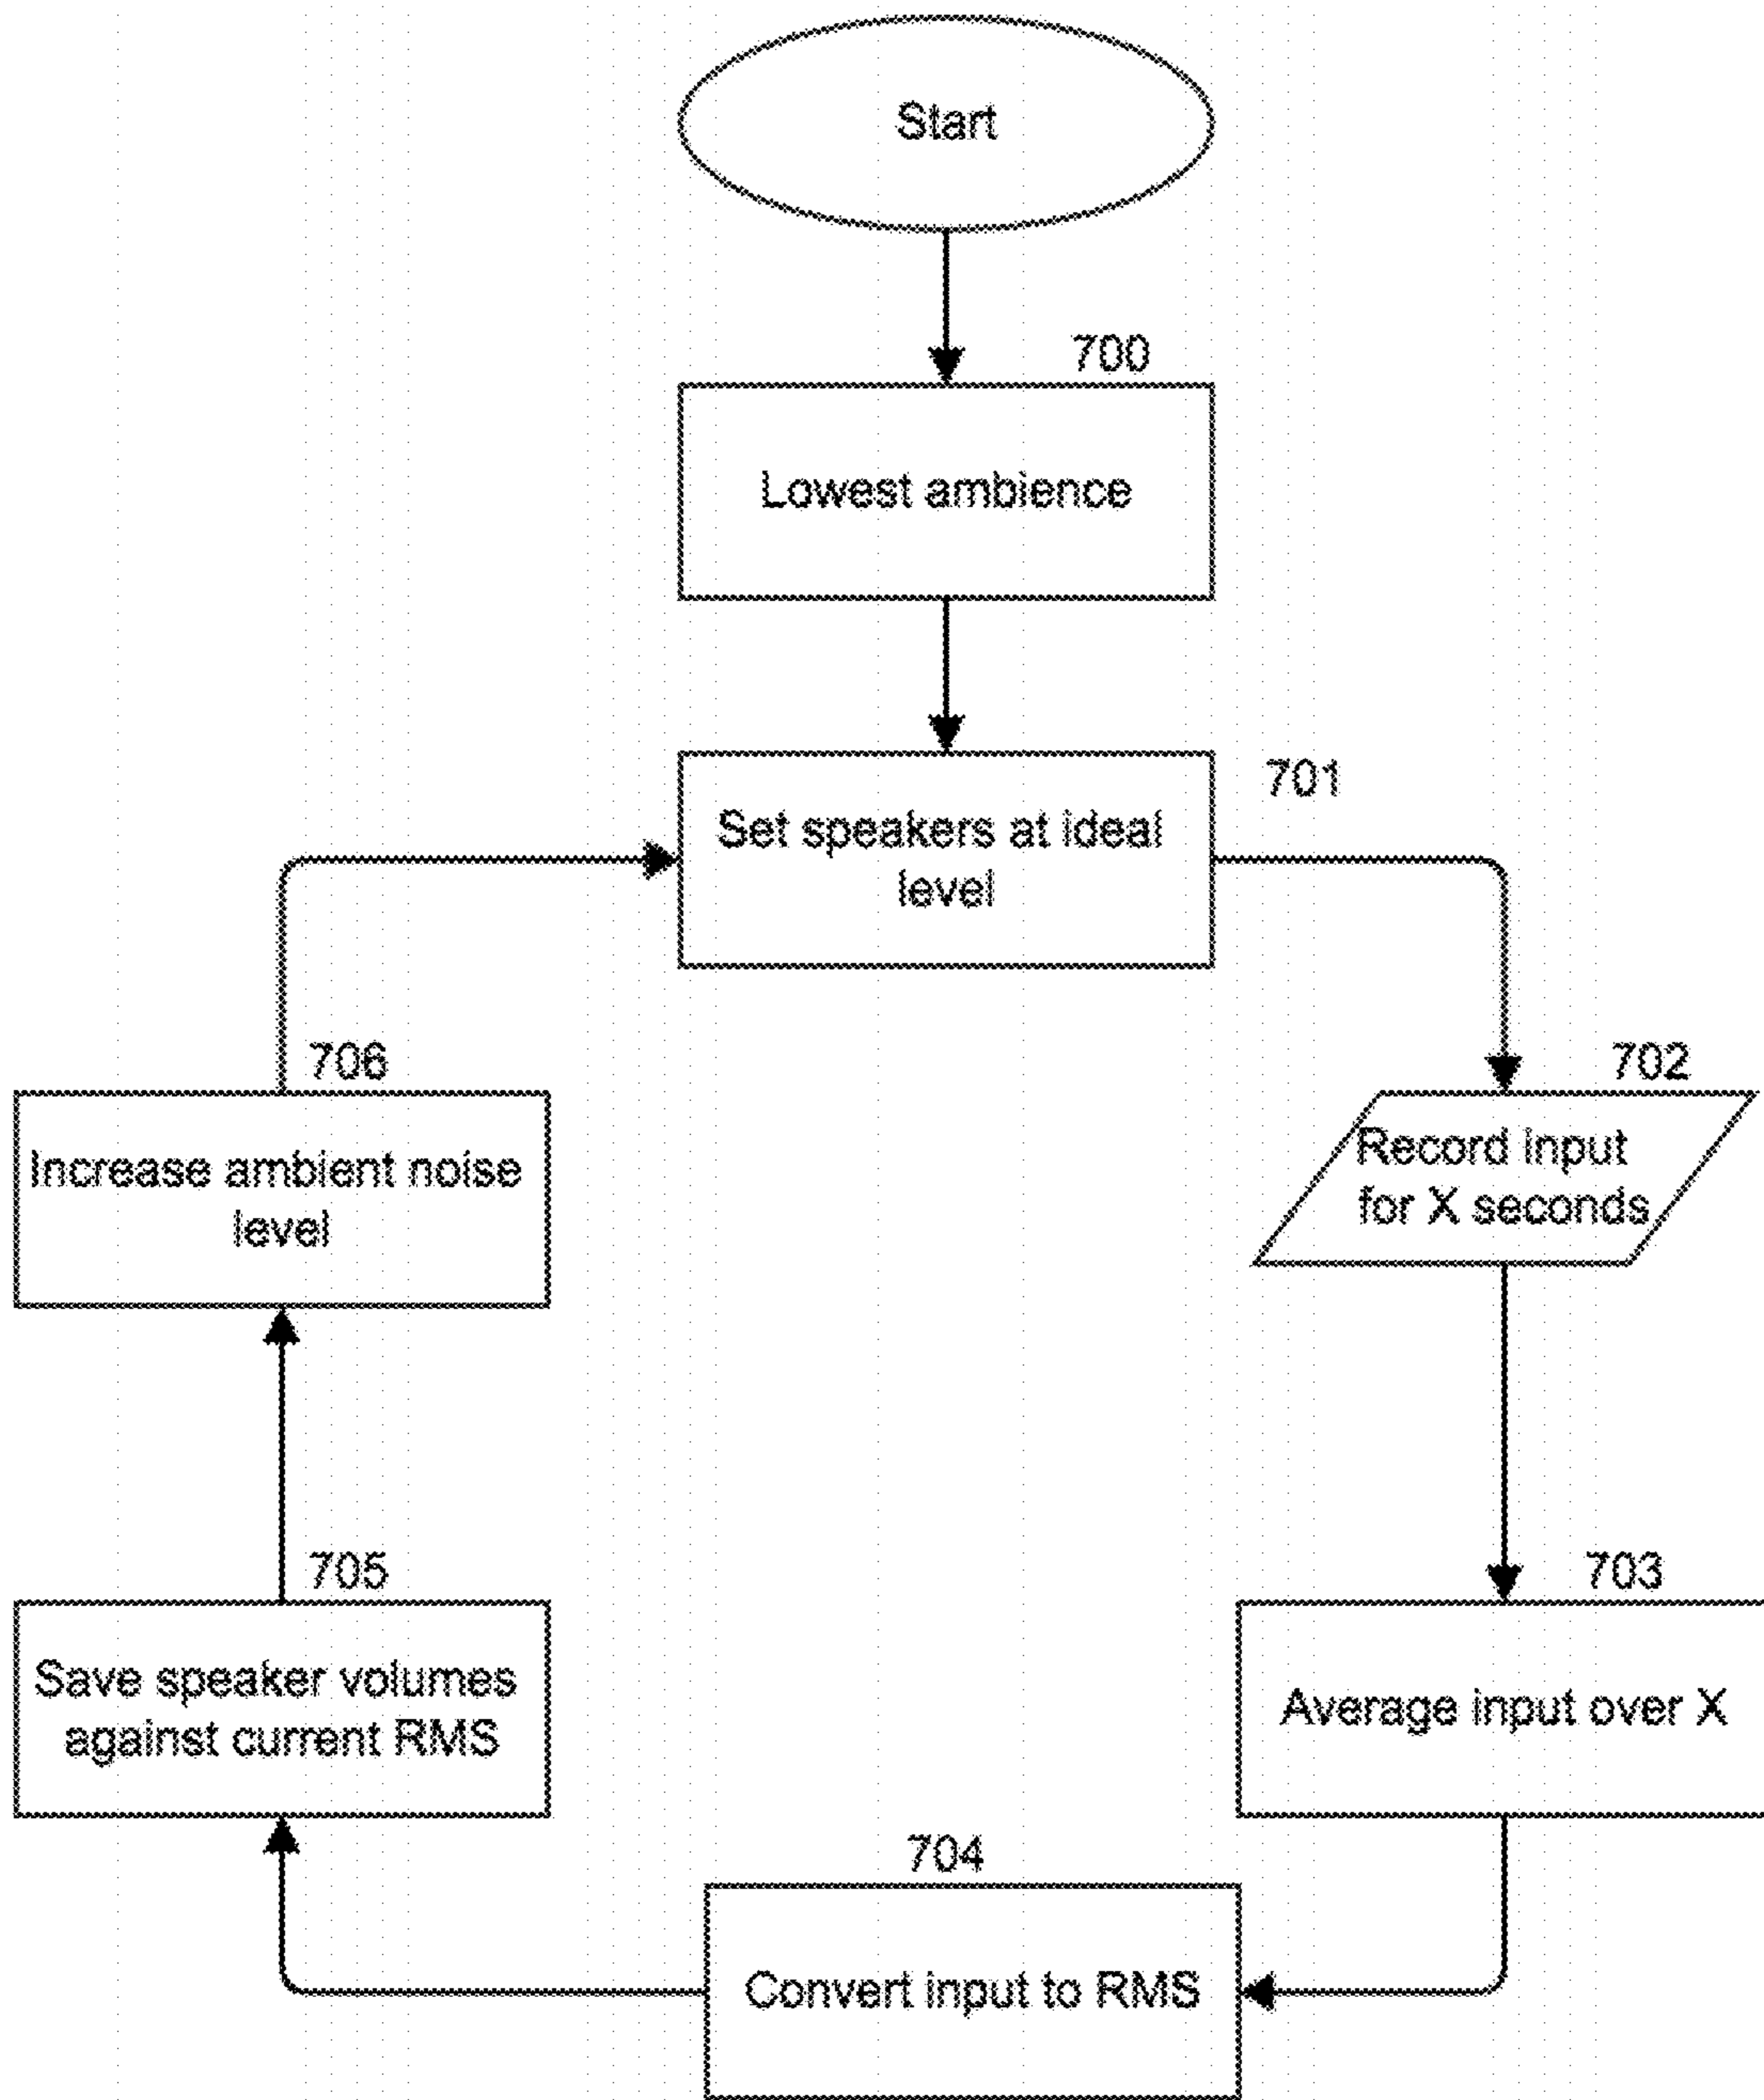 Start
700
Lowest ambience
701
Set speakers at ideal
level
702
Record input
for X seconds
703
Average input over X
704
Convert input to RMS
705
Save speaker volumes
against current RMS
706
Increase ambient noise
level